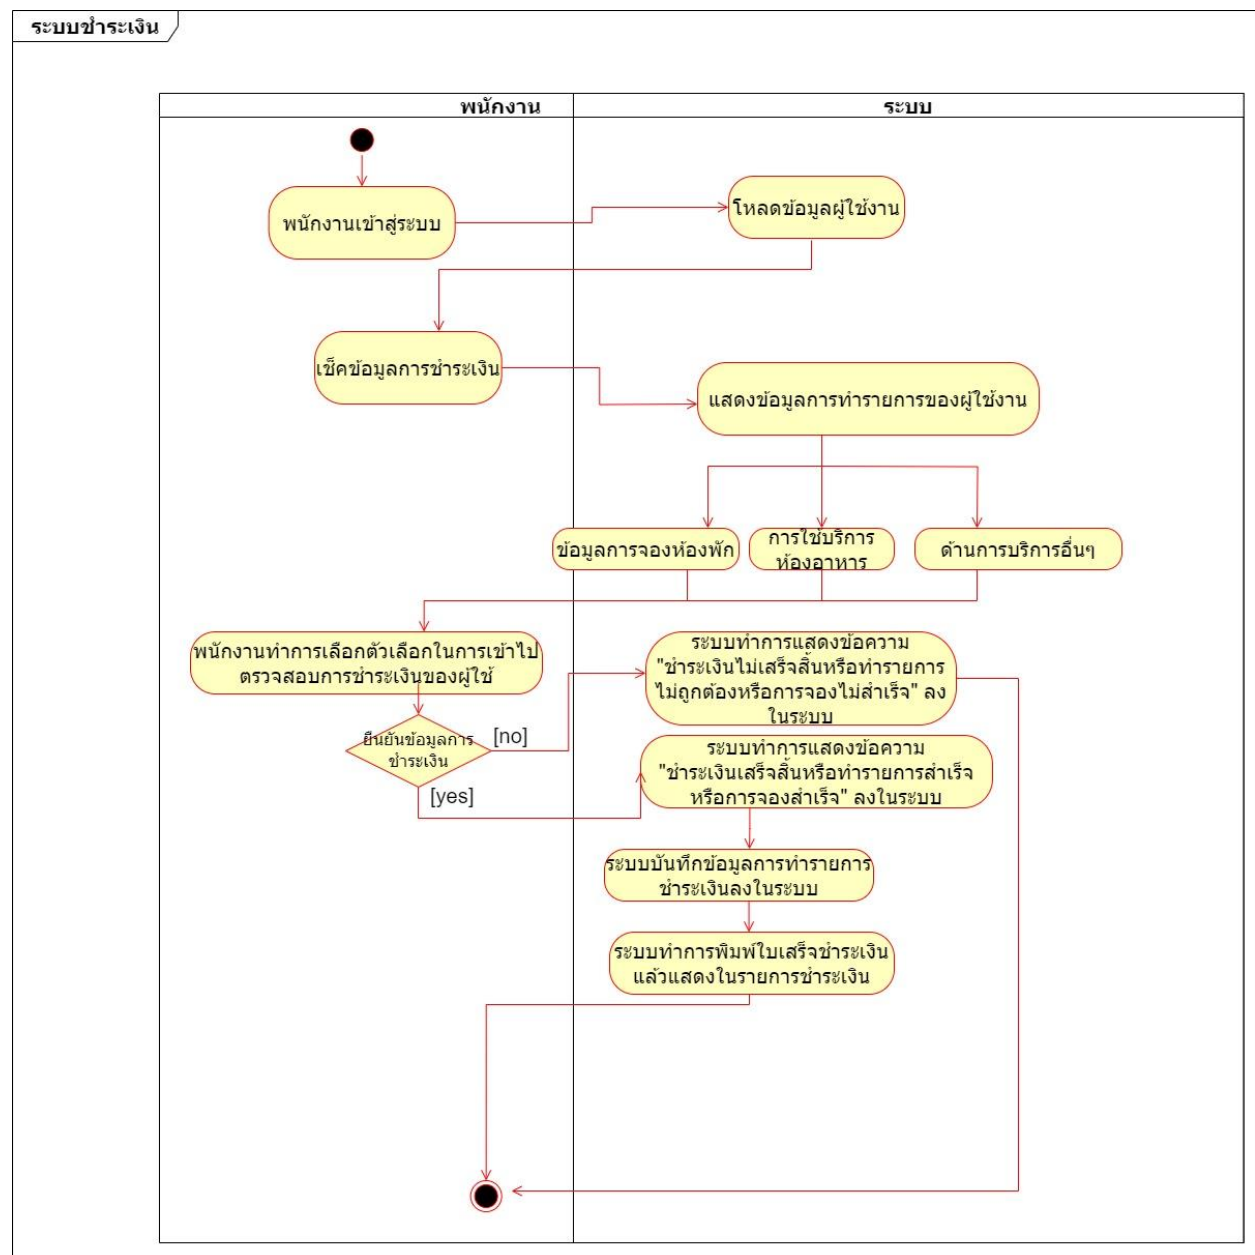 ระบบชำระเงิน
พนักงาน
ระบบ
พนักงานเข้าสู่ระบบ
โหลดข้อมูลผู้ใช้งาน
เช็คข้อมูลการชำระเงิน
แสดงข้อมูลการทำรายการของผู้ใช้งาน
ข้อมูลการจองห้องพัก
การใช้บริการ
ห้องอาหาร
ด้านการบริการอื่นๆ
พนักงานทำการเลือกตัวเลือกในการเข้าไป
ตรวจสอบการชำระเงินของผู้ใช้
ระบบทำการแสดงข้อความ
"ชำระเงินไม่เสร็จสิ้นหรือทำรายการ
ไม่ถูกต้องหรือการจองไม่สำเร็จ" ลง
ในระบบ
ยืนยันข้อมูลการ
ชำระเงิน
[no]
[yes]
ระบบทำการแสดงข้อความ
"ชำระเงินเสร็จสิ้นหรือทำรายการสำเร็จ
หรือการจองสำเร็จ" ลงในระบบ
ระบบบันทึกข้อมูลการทำรายการ
ชำระเงินลงในระบบ
ระบบทำการพิมพ์ใบเสร็จชำระเงิน
แล้วแสดงในรายการชำระเงิน